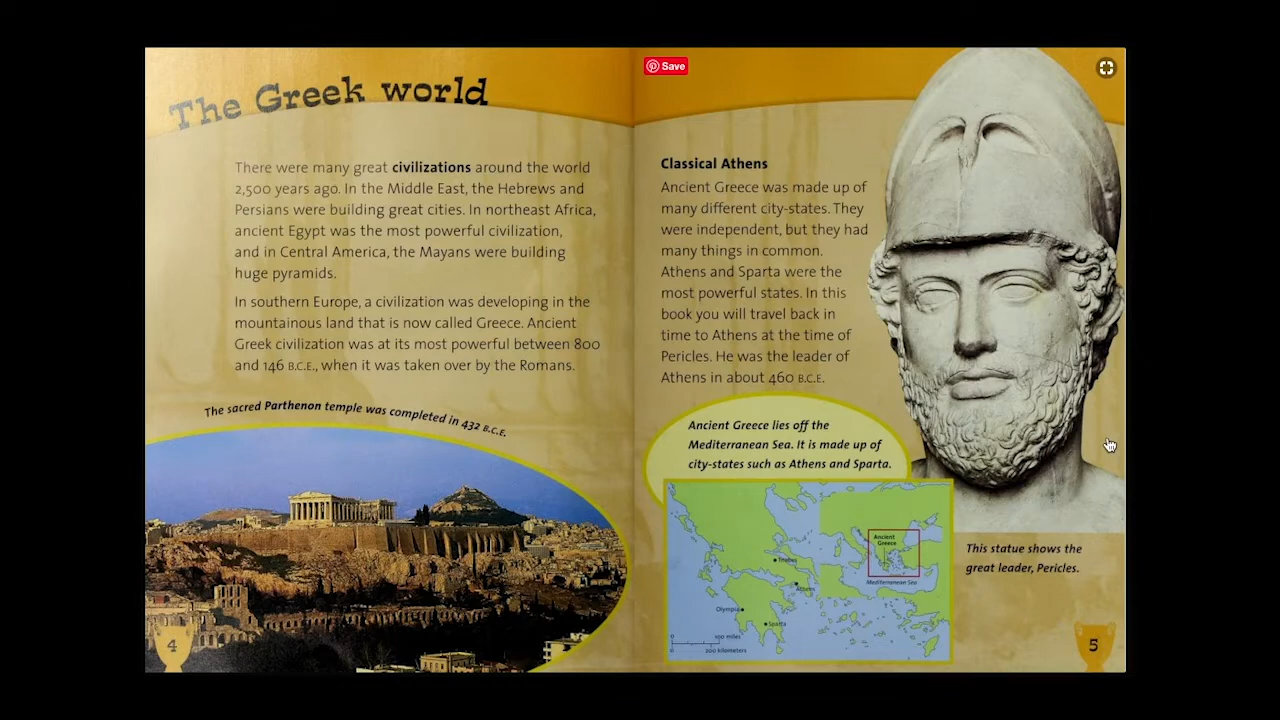 The Greek world
There were many great civilizations around the world
2,500 years ago. In the Middle East, the Hebrews and
Persians were building great cities. In northeast Africa,
ancient Egypt was the most powerful civilization,
and in Central America, the Mayans were building
huge pyramids.
In southern Europe, a civilization was developing in the
mountainous land that is now called Greece. Ancient
Greek civilization was at its most powerful between 800
and 146 B.C.E., when it was taken over by the Romans.
The sacred Parthenon temple was completed in 432 B.C.E.
4
Save
Classical Athens
Ancient Greece was made up of
many different city-states. They
were independent, but they had
many things in common.
Athens and Sparta were the
most powerful states. In this
book you will travel back in
time to Athens at the time of
Pericles. He was the leader of
Athens in about 460 B.C.E.
Ancient Greece lies off the
Mediterranean Sea. It is made up of
city-states such as Athens and Sparta.
Ancient
Greece
Mediterranean Sea
Thebes
Athens
Olympia
Sparta
0 100 miles
0 200 kilometers
This statue shows the
great leader, Pericles.
5